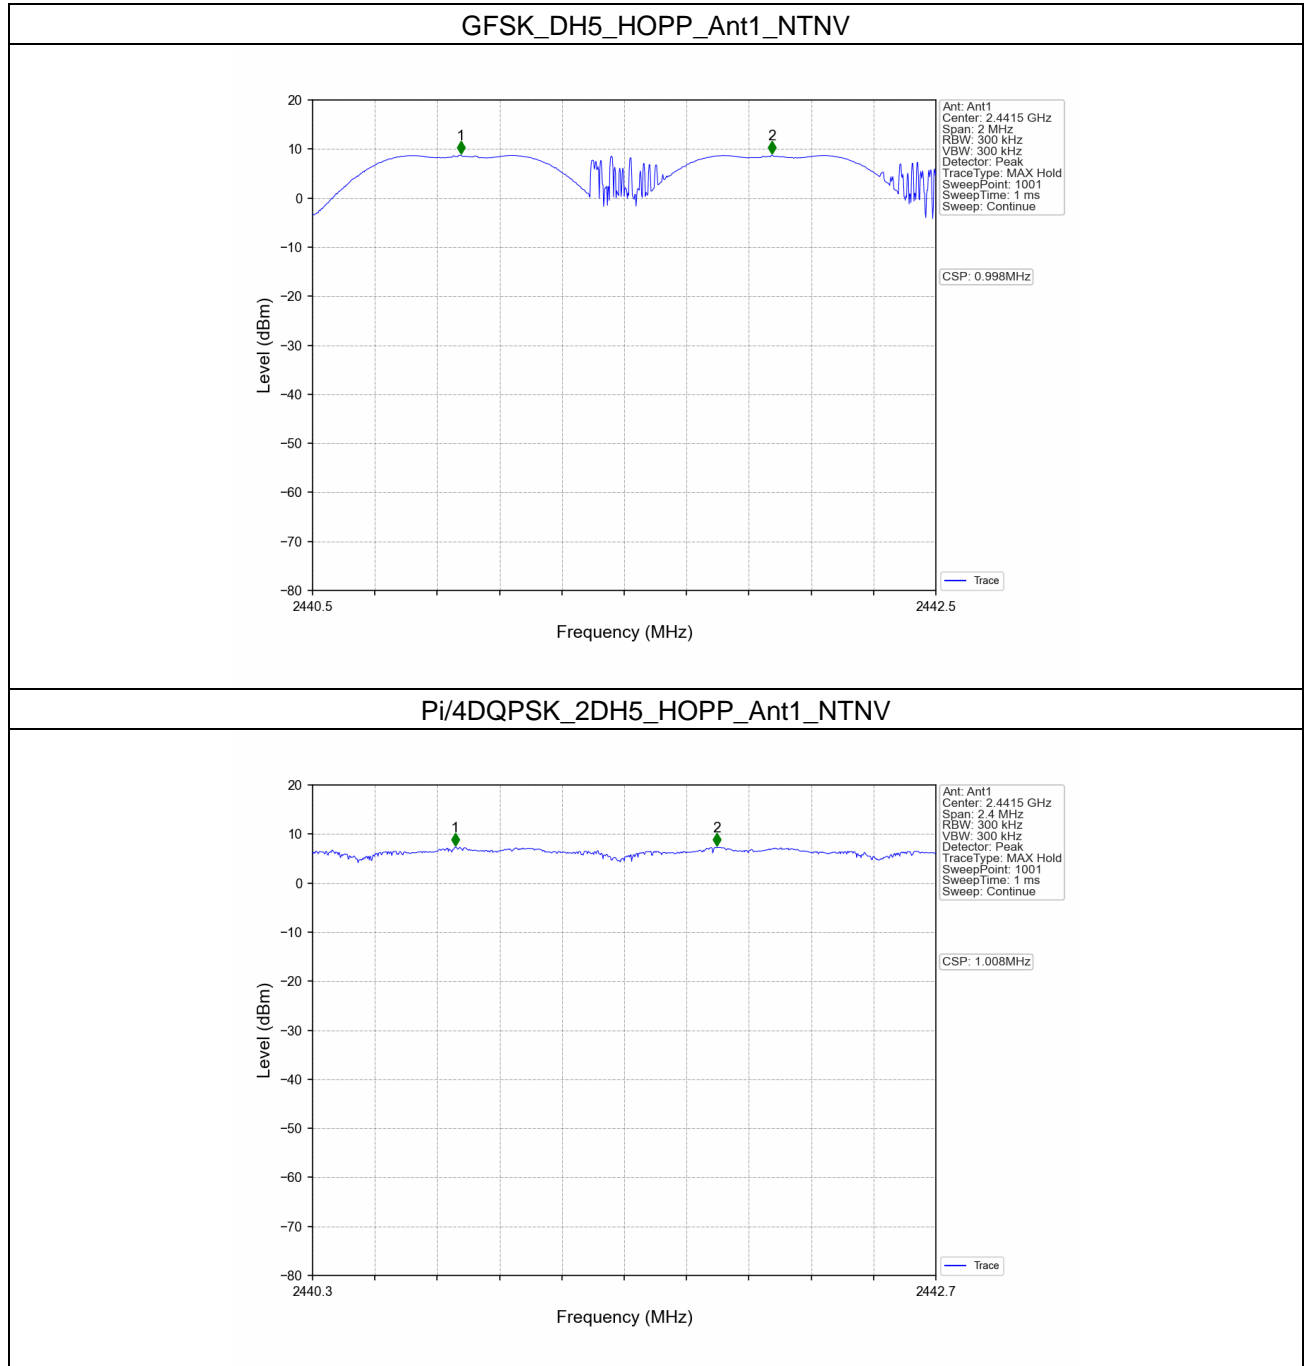 GFSK_DH5_HOPP_Ant1_NTNV
20
10
0
−10
−20
−30
−40
−50
−60
−70
−80
Level (dBm)
1
2
2440.5
2442.5
Frequency (MHz)
Ant: Ant1
Center: 2.4415 GHz
Span: 2 MHz
RBW: 300 kHz
VBW: 300 kHz
Detector: Peak
TraceType: MAX Hold
SweepPoint: 1001
SweepTime: 1 ms
Sweep: Continue
CSP: 0.998MHz
Trace
Pi/4DQPSK_2DH5_HOPP_Ant1_NTNV
20
10
0
−10
−20
−30
−40
−50
−60
−70
−80
Level (dBm)
1
2
2440.3
2442.7
Frequency (MHz)
Ant: Ant1
Center: 2.4415 GHz
Span: 2.4 MHz
RBW: 300 kHz
VBW: 300 kHz
Detector: Peak
TraceType: MAX Hold
SweepPoint: 1001
SweepTime: 1 ms
Sweep: Continue
CSP: 1.008MHz
Trace